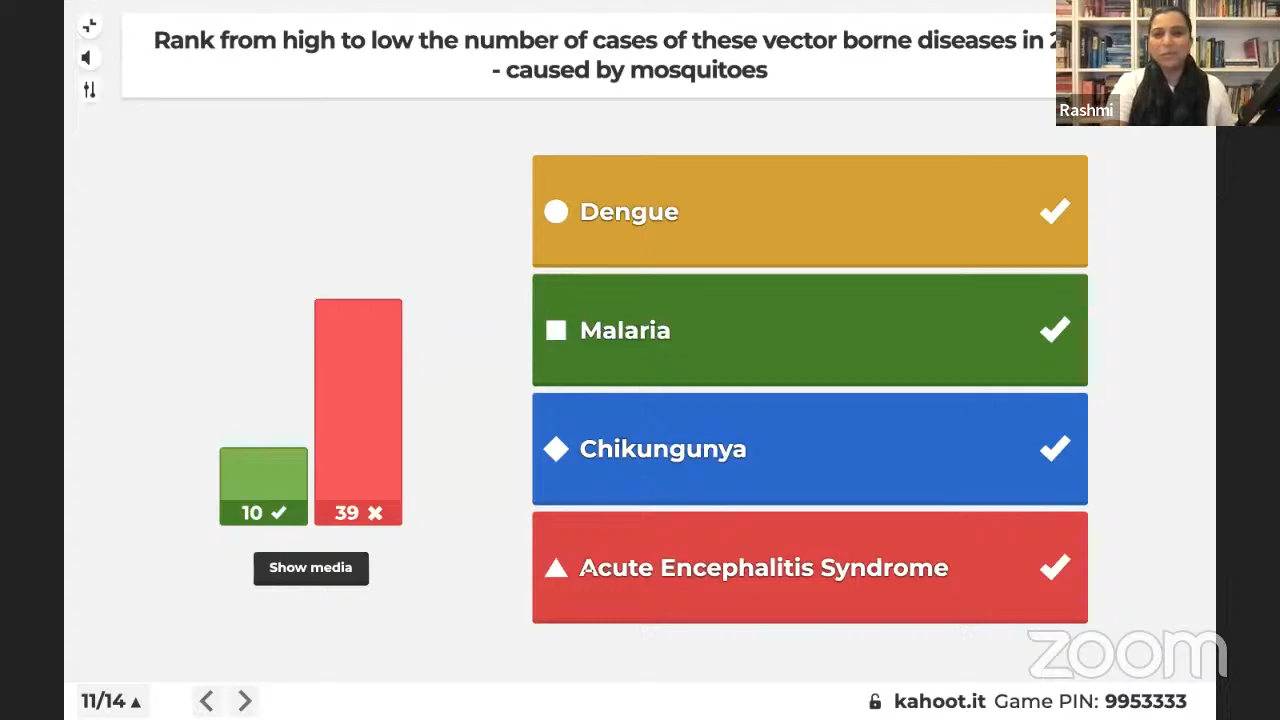 Rank from high to low the number of cases of these vector borne diseases in
- caused by mosquitoes
Rashmi
Dengue
Malaria
Chikungunya
Acute Encephalitis Syndrome
10
39
Show media
zoom
11/14
kahoot.it Game PIN: 9953333